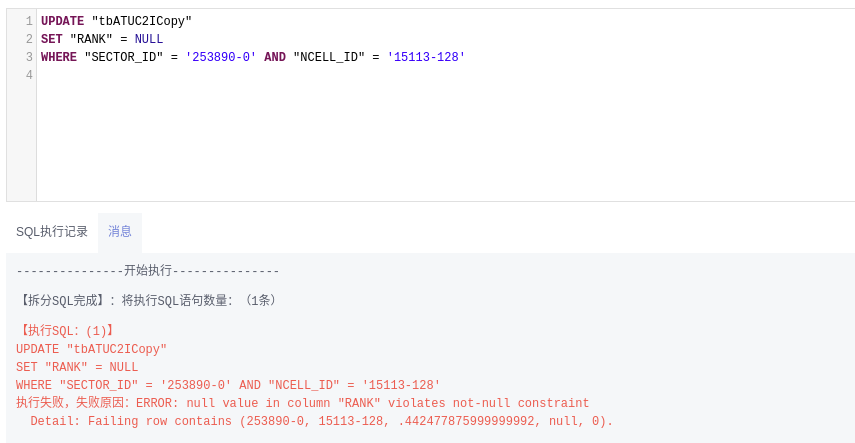 1 UPDATE "tbATUC2ICopy"
2 SET "RANK" = NULL
3 WHERE "SECTOR_ID" = '253890-0' AND "NCELL_ID" = '15113-128'
4
SQL执行记录 消息
---------------开始执行---------------
【拆分SQL完成】：将执行SQL语句数量：（1条）
【执行SQL：(1)】
UPDATE "tbATUC2ICopy"
SET "RANK" = NULL
WHERE "SECTOR_ID" = '253890-0' AND "NCELL_ID" = '15113-128'
执行失败，失败原因：ERROR: null value in column "RANK" violates not-null constraint
Detail: Failing row contains (253890-0, 15113-128, .442477875999999992, null, 0).